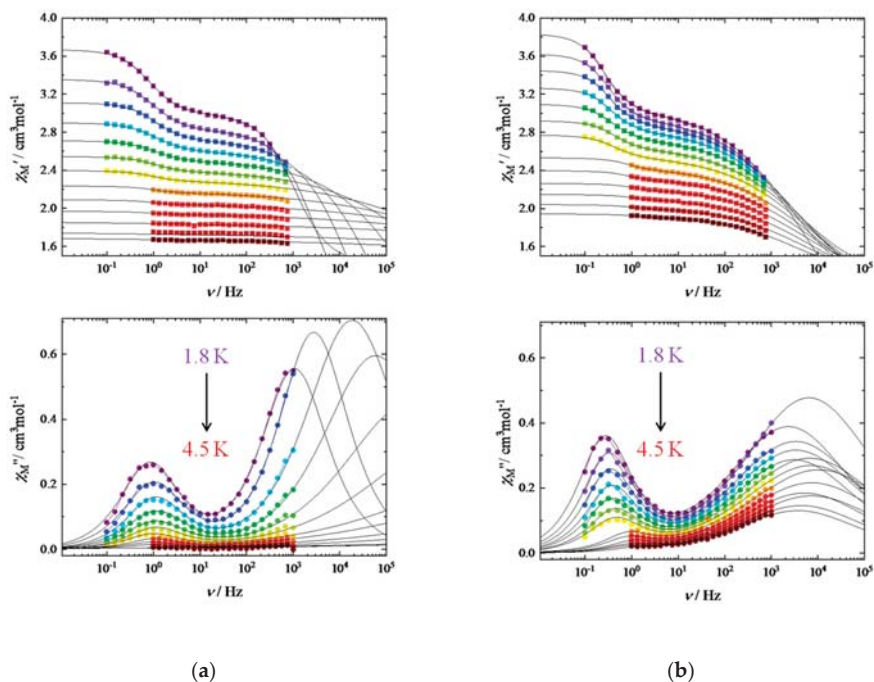 4.0
3.6
3.2
2.8
2.4
2.0
1.6
χM' / cm³mol⁻¹
10⁻¹ 10⁰ 10¹ 10² 10³ 10⁴ 10⁵
ν / Hz
4.0
3.6
3.2
2.8
2.4
2.0
1.6
χM' / cm³mol⁻¹
10⁻¹ 10⁰ 10¹ 10² 10³ 10⁴ 10⁵
ν / Hz
0.6
0.4
0.2
0.0
χM'' / cm³mol⁻¹
1.8 K
4.5 K
10⁻¹ 10⁰ 10¹ 10² 10³ 10⁴ 10⁵
ν / Hz
0.6
0.4
0.2
0.0
χM'' / cm³mol⁻¹
1.8 K
4.5 K
10⁻¹ 10⁰ 10¹ 10² 10³ 10⁴ 10⁵
ν / Hz
(a)
(b)